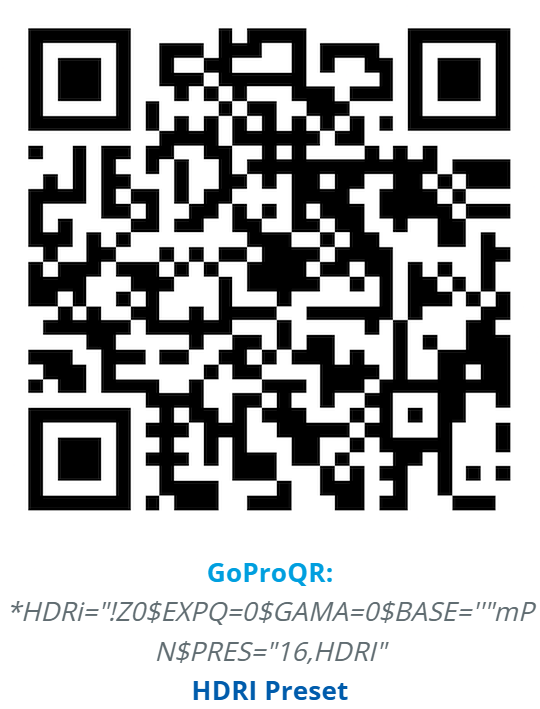 GoProQR:
*HDRi="!Z0$EXPQ=0$GAMA=0$BASE=''"mP
N$PRES="16,HDRI"
HDRI Preset